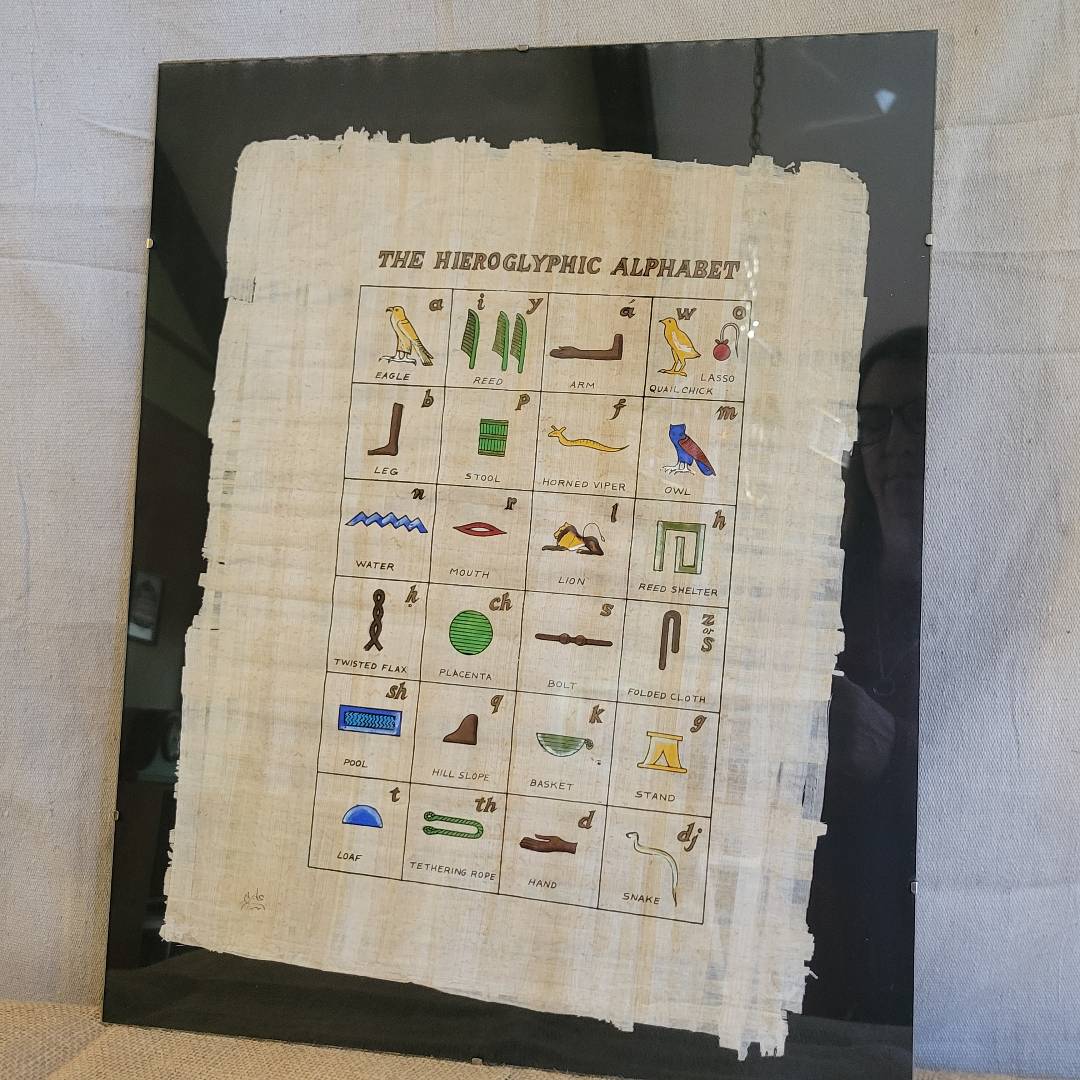 THE HIEROGLYPHIC ALPHABET
a
EAGLE
i y
REED
á
ARM
w o
LASSO
QUAIL CHICK
b
LEG
p
STOOL
f
HORNED VIPER
m
OWL
n
WATER
r
MOUTH
l
LION
h
REED SHELTER
ḥ
TWISTED FLAX
ch
PLACENTA
s
BOLT
z
or
s
FOLDED CLOTH
sh
POOL
q
HILL SLOPE
k
BASKET
g
STAND
t
LOAF
th
TETHERING ROPE
d
HAND
dj
SNAKE